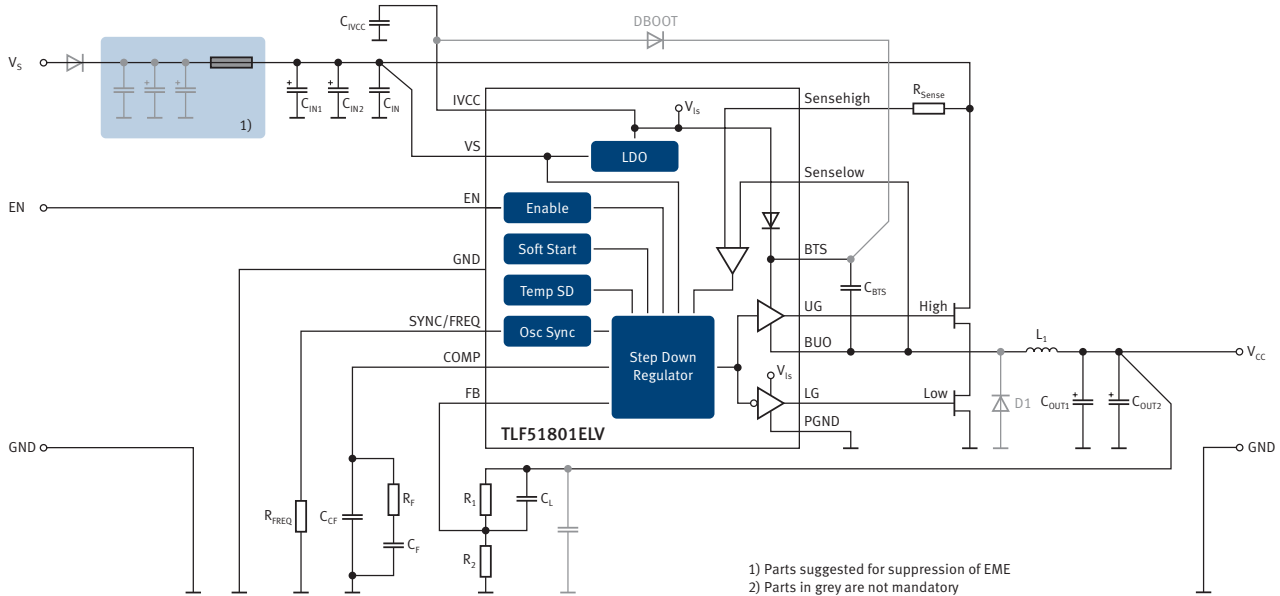 C_IVCC
DBOOT
V_S
1)
C_IN1
C_IN2
C_IN
IVCC
V_Is
Sensehigh
R_Sense
VS
LDO
Senselow
EN
EN
Enable
Soft Start
GND
Temp SD
SYNC/FREQ
Osc Sync
COMP
FB
Step Down
Regulator
BTS
C_BTS
UG
High
BUO
L_1
V_CC
V_Is
LG
Low
PGND
D1
C_OUT1
C_OUT2
TLF51801ELV
GND
GND
R_FREQ
C_CF
R_F
C_F
R_1
C_L
R_2
1) Parts suggested for suppression of EME
2) Parts in grey are not mandatory